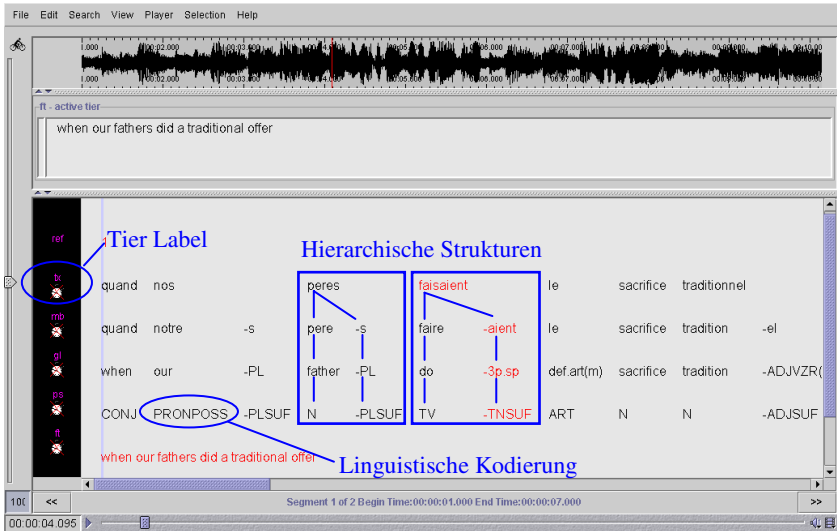 File Edit Search View Player Selection Help
ft - active tier
when our fathers did a traditional offer
Tier Label
Hierarchische Strukturen
ref
tx quand nos peres faisaient le sacrifice traditionnel
mb quand notre -s pere -s faire -aient le sacrifice tradition -el
gl when our -PL father -PL do -3p.sp def.art(m) sacrifice tradition -ADJVZR(
ps CONJ PRONPOSS -PLSUF N -PLSUF TV -TNSUF ART N N -ADJSUF
ft when our fathers did a traditional offer
Linguistische Kodierung
100 << Segment 1 of 2 Begin Time:00:00:01.000 End Time:00:00:07.000 >>
00:00:04.095